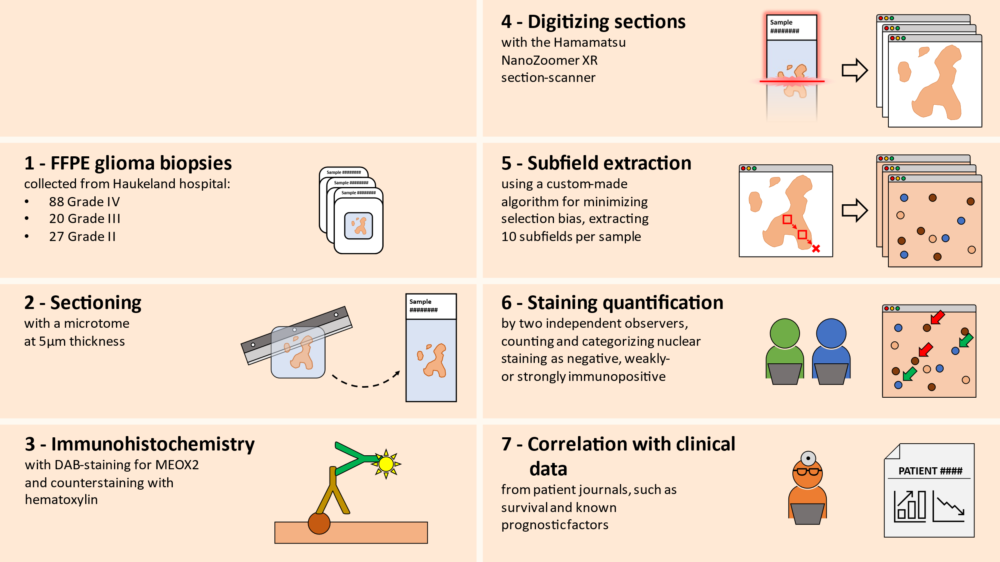 1 - FFPE glioma biopsies
collected from Haukeland hospital:
• 88 Grade IV
• 20 Grade III
• 27 Grade II
Sample ########
Sample ########
Sample ########
2 - Sectioning
with a microtome
at 5µm thickness
Sample
########
3 - Immunohistochemistry
with DAB-staining for MEOX2
and counterstaining with
hematoxylin
4 - Digitizing sections
with the Hamamatsu
NanoZoomer XR
section-scanner
Sample
########
5 - Subfield extraction
using a custom-made
algorithm for minimizing
selection bias, extracting
10 subfields per sample
6 - Staining quantification
by two independent observers,
counting and categorizing nuclear
staining as negative, weakly-
or strongly immunopositive
7 - Correlation with clinical
data
from patient journals, such as
survival and known
prognostic factors
PATIENT ####